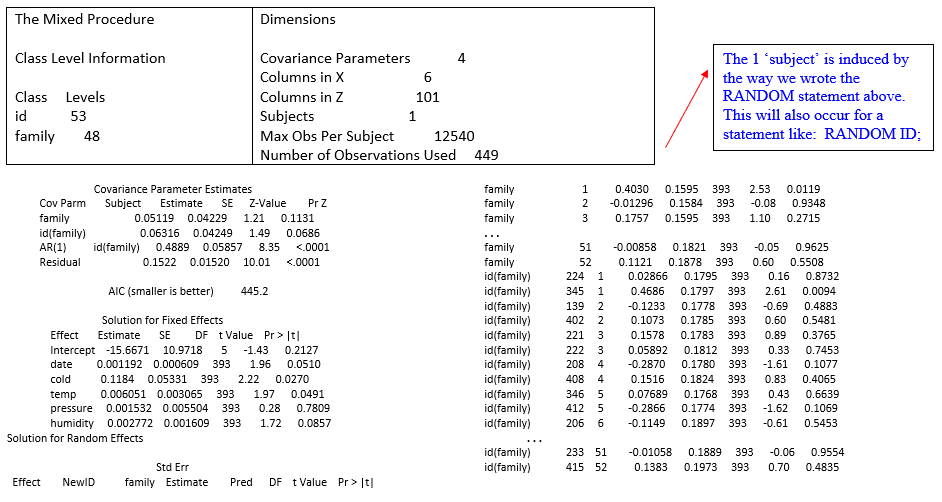 The Mixed Procedure
Class Level Information
Class Levels
id 53
family 48
Dimensions
Covariance Parameters 4
Columns in X 6
Columns in Z 101
Subjects 1
Max Obs Per Subject 12540
Number of Observations Used 449
The 1 ‘subject’ is induced by
the way we wrote the
RANDOM statement above.
This will also occur for a
statement like: RANDOM ID;
Covariance Parameter Estimates
Cov Parm Subject Estimate SE Z-Value Pr Z
family 0.05119 0.04229 1.21 0.1131
id(family) 0.06316 0.04249 1.49 0.0686
AR(1) id(family) 0.4889 0.05857 8.35 <.0001
Residual 0.1522 0.01520 10.01 <.0001
AIC (smaller is better) 445.2
Solution for Fixed Effects
Effect Estimate SE DF t Value Pr > |t|
Intercept -15.6671 10.9718 5 -1.43 0.2127
date 0.001192 0.000609 393 1.96 0.0510
cold 0.1184 0.05331 393 2.22 0.0270
temp 0.006051 0.003065 393 1.97 0.0491
pressure 0.001532 0.005504 393 0.28 0.7809
humidity 0.002772 0.001609 393 1.72 0.0857
Solution for Random Effects
Std Err
Effect NewID family Estimate Pred DF t Value Pr > |t|
family 1 0.4030 0.1595 393 2.53 0.0119
family 2 -0.01296 0.1584 393 -0.08 0.9348
family 3 0.1757 0.1595 393 1.10 0.2715
...
family 51 -0.00858 0.1821 393 -0.05 0.9625
family 52 0.1121 0.1878 393 0.60 0.5508
id(family) 224 1 0.02866 0.1795 393 0.16 0.8732
id(family) 345 1 0.4686 0.1797 393 2.61 0.0094
id(family) 139 2 -0.1233 0.1778 393 -0.69 0.4883
id(family) 402 2 0.1073 0.1785 393 0.60 0.5481
id(family) 221 3 0.1578 0.1783 393 0.89 0.3765
id(family) 222 3 0.05892 0.1812 393 0.33 0.7453
id(family) 208 4 -0.2870 0.1780 393 -1.61 0.1077
id(family) 408 4 0.1516 0.1824 393 0.83 0.4065
id(family) 346 5 0.07689 0.1768 393 0.43 0.6639
id(family) 412 5 -0.2866 0.1774 393 -1.62 0.1069
id(family) 206 6 -0.1149 0.1897 393 -0.61 0.5453
...
id(family) 233 51 -0.01058 0.1889 393 -0.06 0.9554
id(family) 415 52 0.1383 0.1973 393 0.70 0.4835